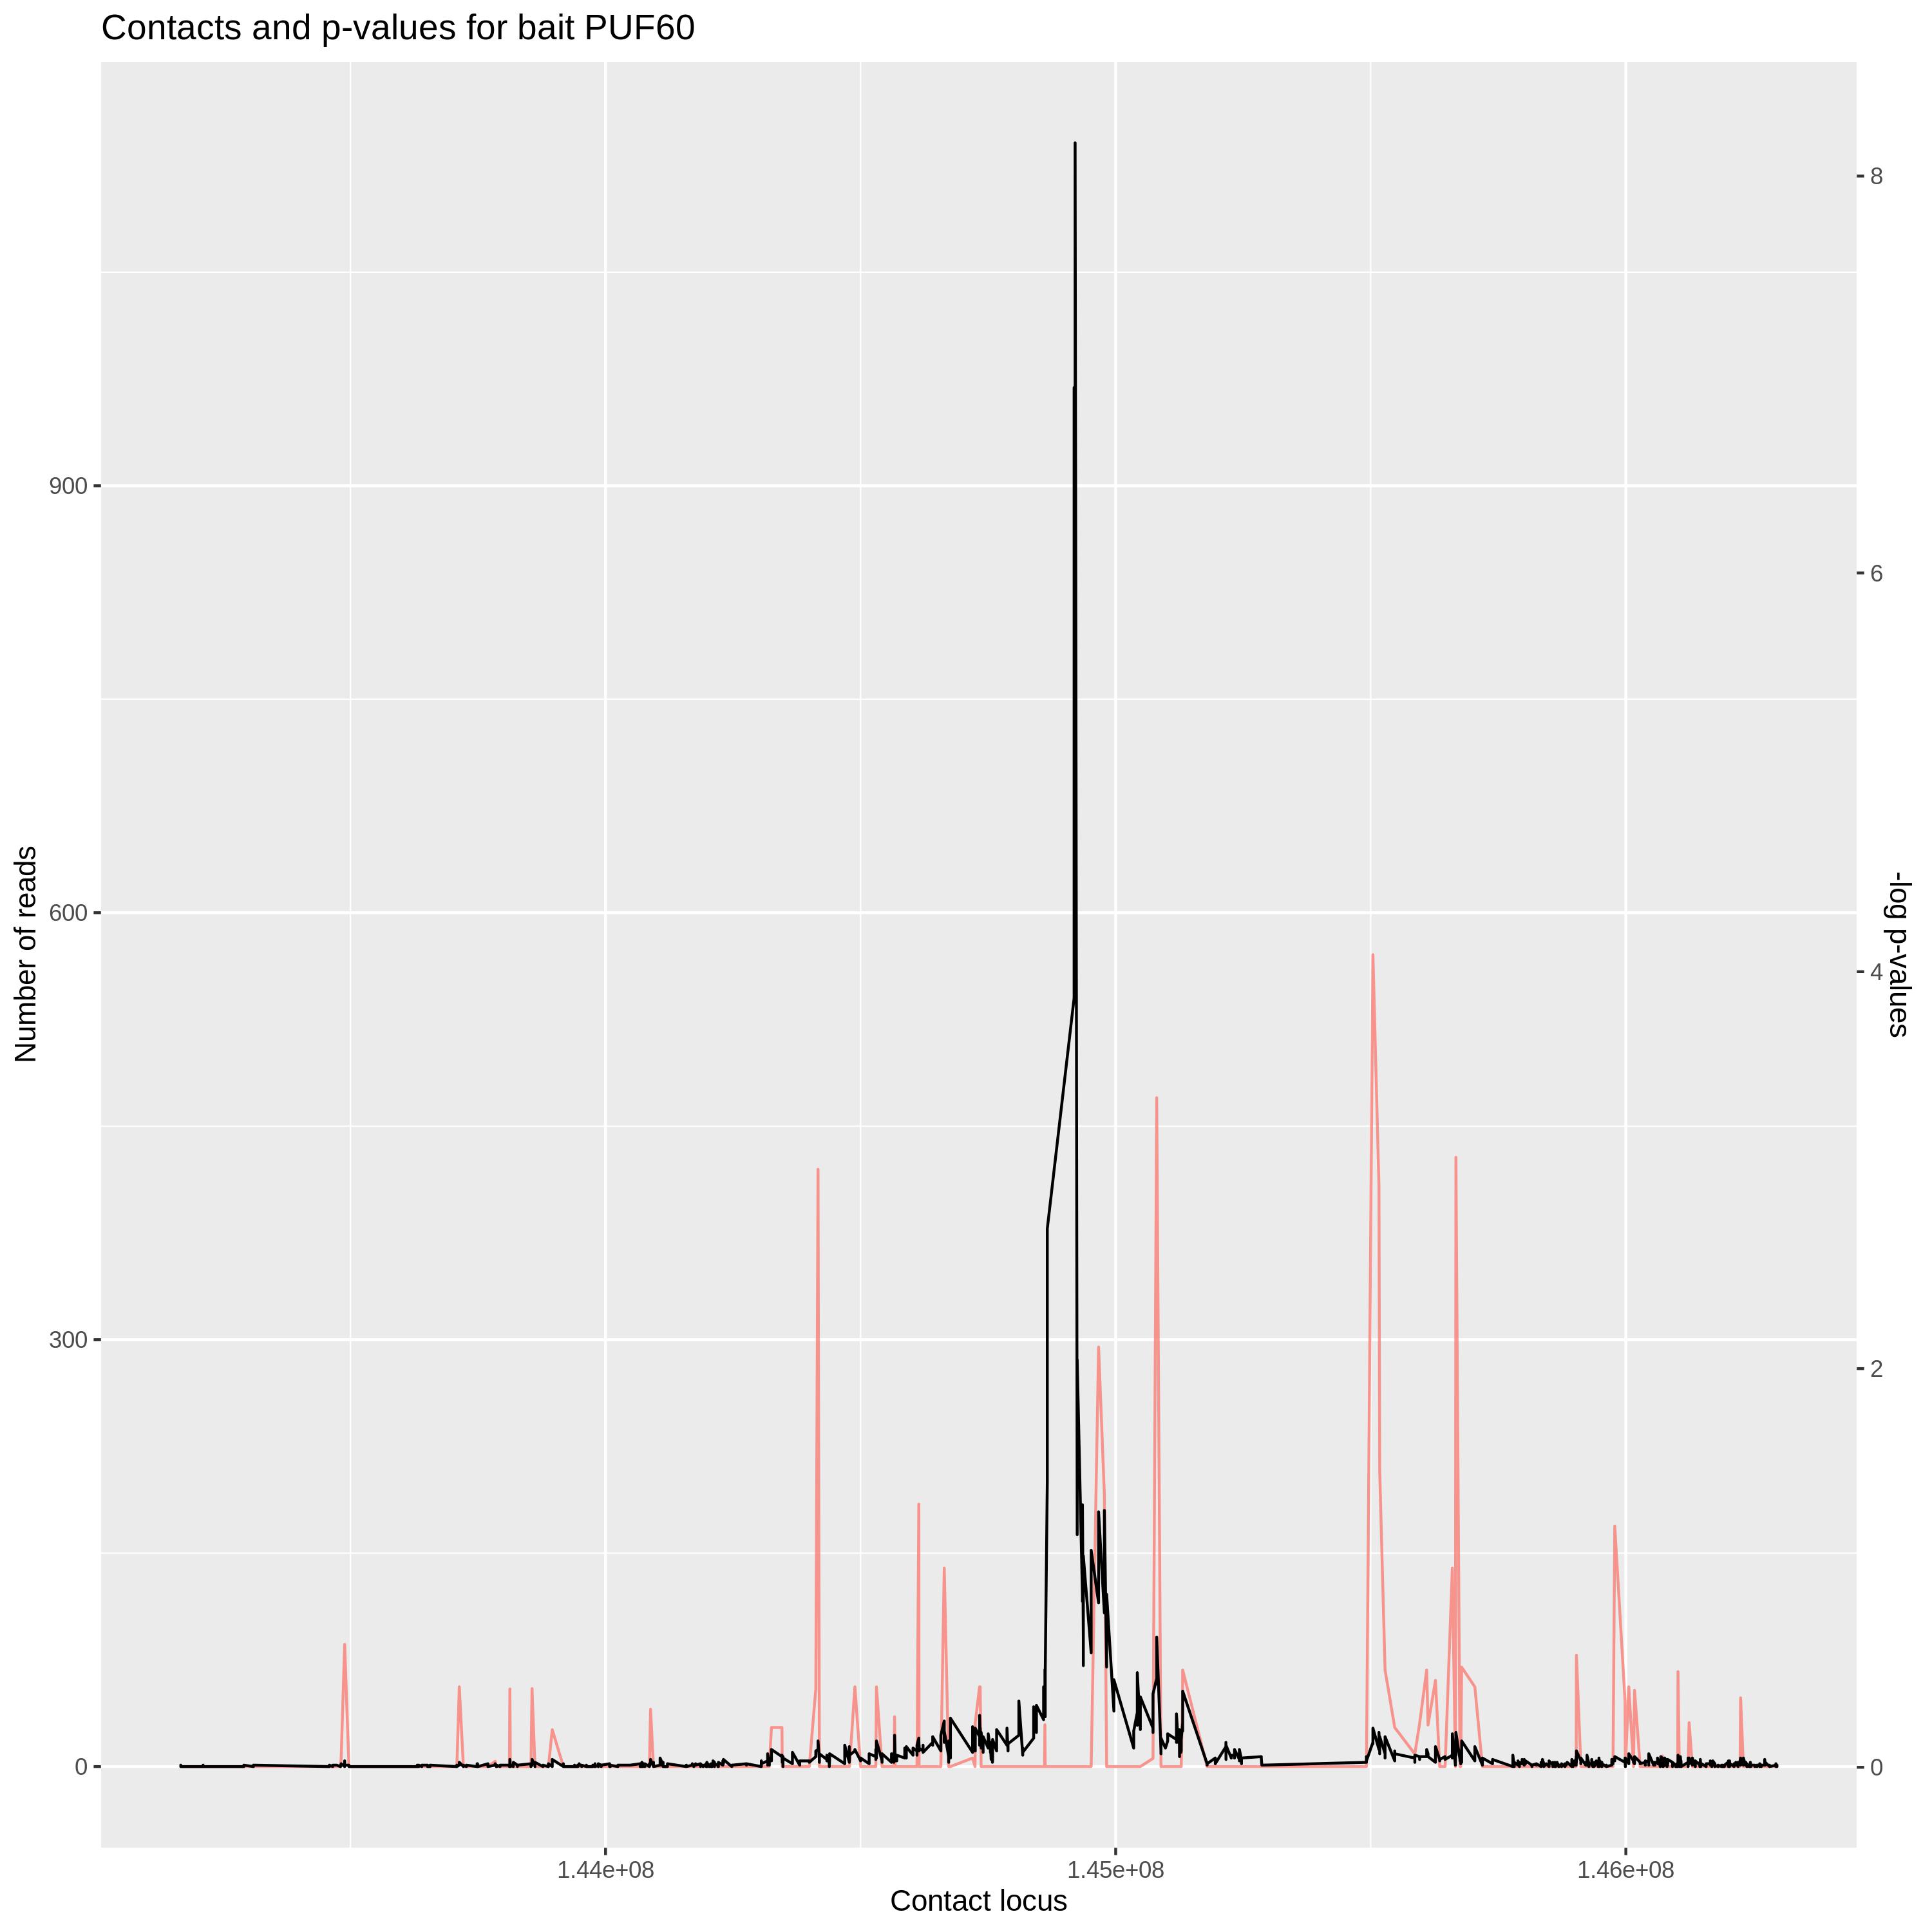 Contacts and p-values for bait PUF60
Number of reads
900
600
300
0
8
6
4
2
0
-log p-values
1.44e+08
1.45e+08
1.46e+08
Contact locus